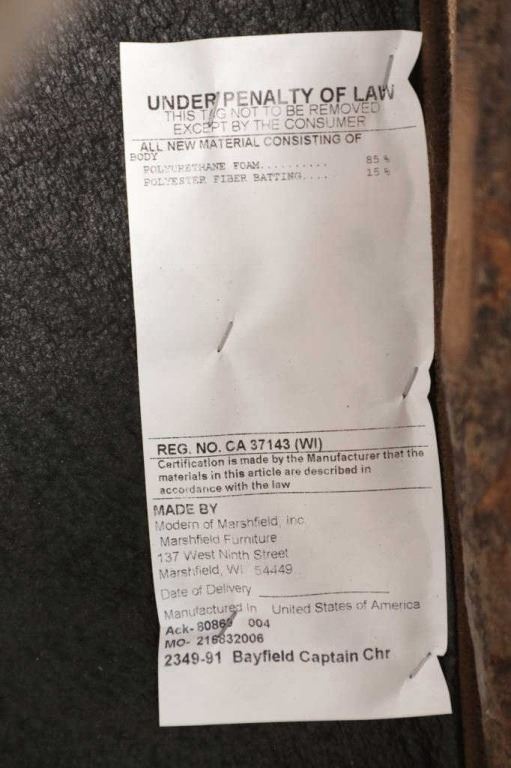 UNDER PENALTY OF LAW
THIS TAG NOT TO BE REMOVED
EXCEPT BY THE CONSUMER
ALL NEW MATERIAL CONSISTING OF
BODY
POLYURETHANE FOAM.......... 85 %
POLYESTER FIBER BATTING.... 15 %
REG. NO. CA 37143 (WI)
Certification is made by the Manufacturer that the
materials in this article are described in
accordance with the law
MADE BY
Modern of Marshfield, Inc.
Marshfield Furniture
137 West Ninth Street
Marshfield, WI 54449
Date of Delivery
Manufactured In United States of America
Ack- 004
MO- 216832006
2349-91 Bayfield Captain Chr